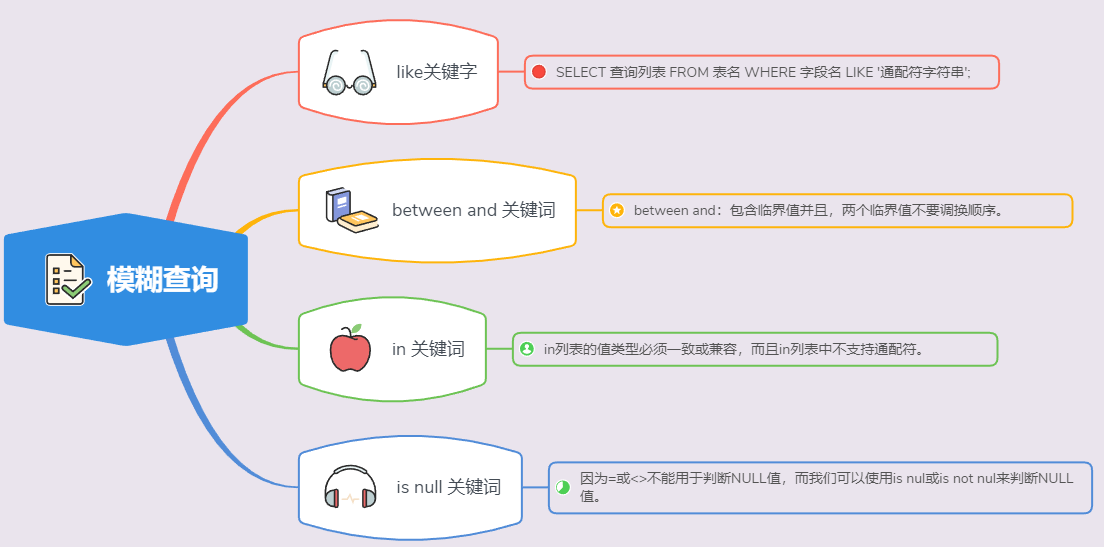 like关键字
SELECT 查询列表 FROM 表名 WHERE 字段名 LIKE '通配符字符串';
between and 关键词
between and：包含临界值并且，两个临界值不要调换顺序。
模糊查询
in 关键词
in列表的值类型必须一致或兼容，而且in列表中不支持通配符。
is null 关键词
因为=或<>不能用于判断NULL值，而我们可以使用is nul或is not nul来判断NULL
值。